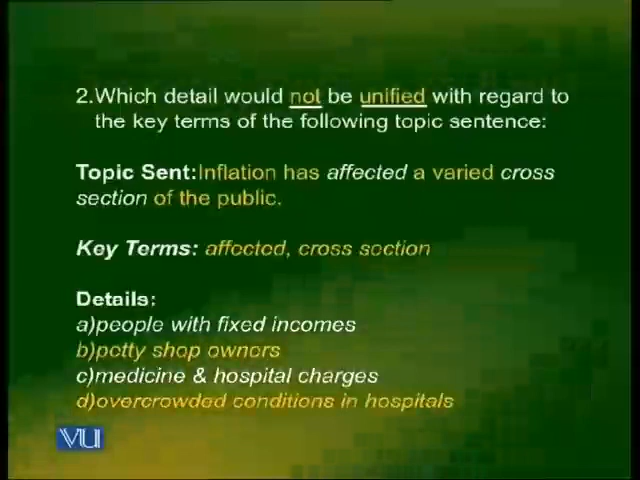 2.Which detail would not be unified with regard to
the key terms of the following topic sentence:
Topic Sent:Inflation has affected a varied cross
section of the public.
Key Terms: affected, cross section
Details:
a)people with fixed incomes
b)petty shop owners
c)medicine & hospital charges
d)overcrowded conditions in hospitals
VU